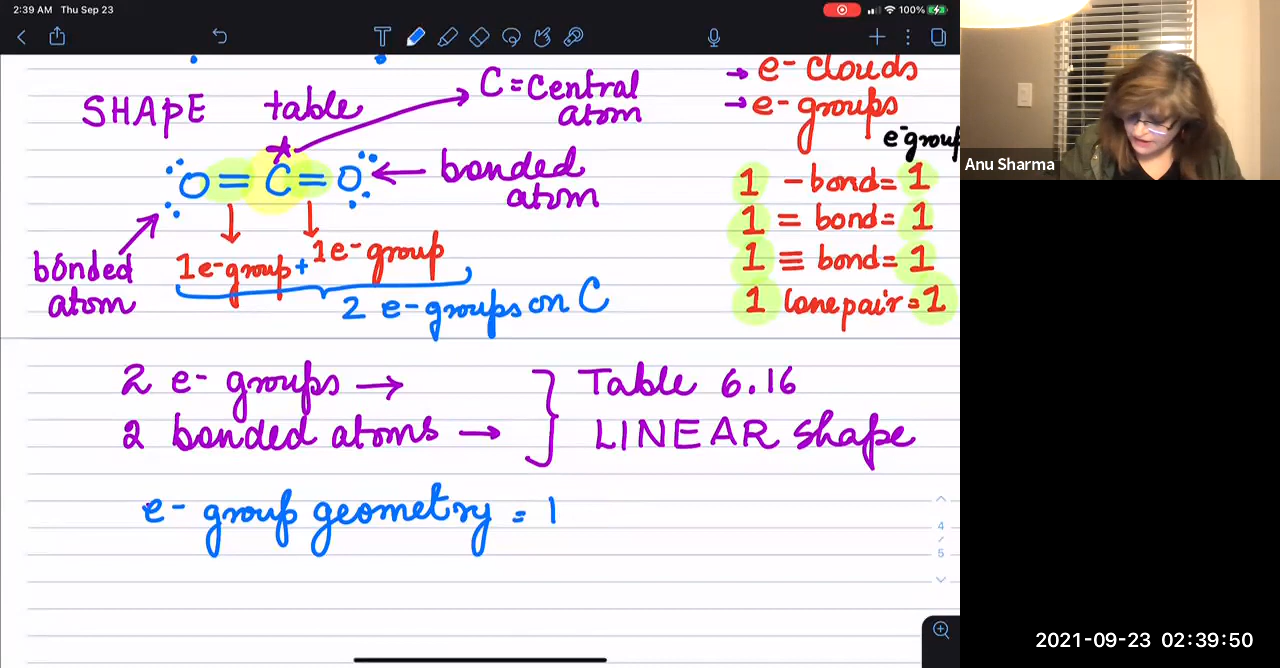 2:39 AM Thu Sep 23
100%
→ e- clouds
→ e- groups
SHAPE table
C = Central atom
e- group
:O = C = O:
← bonded atom
bonded atom
1 e- group + 1 e- group
2 e- groups on C
1 - bond = 1
1 = bond = 1
1 ≡ bond = 1
1 lone pair = 1
2 e- groups →
2 bonded atoms →
} Table 6.16
LINEAR shape
e- group geometry = 1
4
5
Anu Sharma
2021-09-23 02:39:50